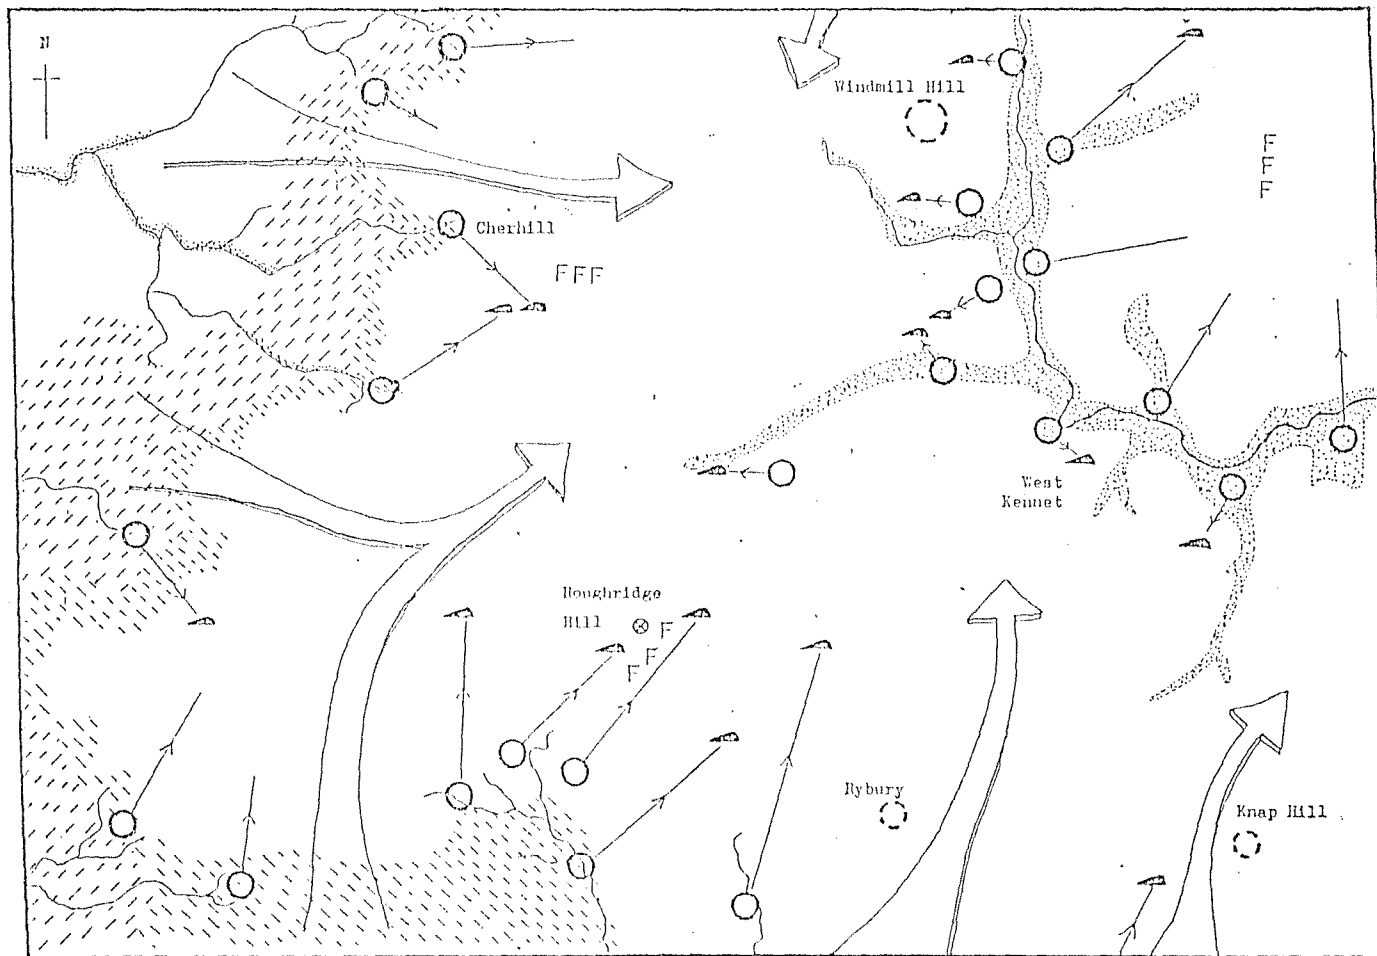 N
Windmill Hill
F
F
F
Cherhill
FFF
West
Kennet
Roughridge
Hill
F
F
F
Rybury
Knap Hill